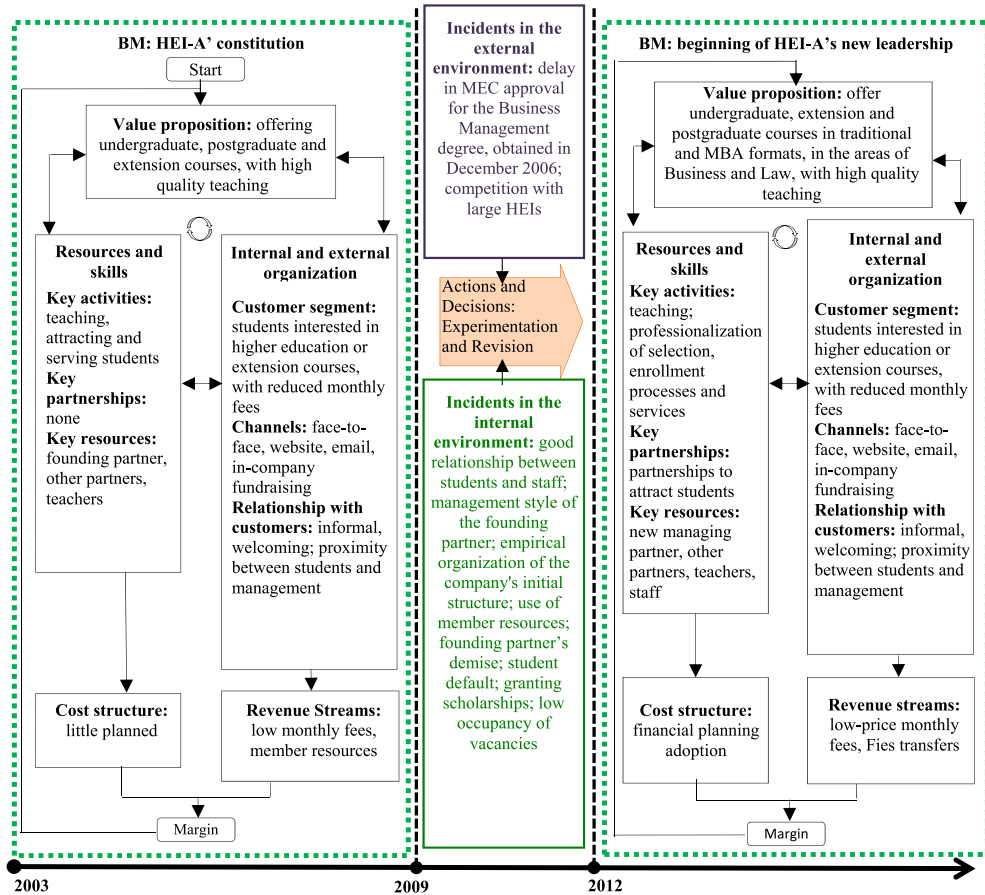 BM: HEI-A' constitution
Start
Value proposition: offering
undergraduate, postgraduate and
extension courses, with high
quality teaching
Resources and
skills
Key activities:
teaching,
attracting and
serving students
Key
partnerships:
none
Key resources:
founding partner,
other partners,
teachers
Internal and external
organization
Customer segment:
students interested in
higher education or
extension courses,
with reduced monthly
fees
Channels: face-to-
face, website, email,
in-company
fundraising
Relationship with
customers: informal,
welcoming; proximity
between students and
management
Cost structure:
little planned
Revenue Streams:
low monthly fees,
member resources
Margin
Incidents in the
external
environment: delay
in MEC approval
for the Business
Management
degree, obtained in
December 2006;
competition with
large HEIs
Actions and
Decisions:
Experimentation
and Revision
Incidents in the
internal
environment: good
relationship between
students and staff;
management style of
the founding
partner; empirical
organization of the
company's initial
structure; use of
member resources;
founding partner's
demise; student
default; granting
scholarships; low
occupancy of
vacancies
BM: beginning of HEI-A's new leadership
Value proposition: offer
undergraduate, extension and
postgraduate courses in traditional
and MBA formats, in the areas of
Business and Law, with high quality
teaching
Resources and
skills
Key activities:
teaching;
professionalization
of selection,
enrollment
processes and
services
Key
partnerships:
partnerships to
attract students
Key resources:
new managing
partner, other
partners, teachers,
staff
Internal and
external
organization
Customer segment:
students interested in
higher education or
extension courses,
with reduced monthly
fees
Channels: face-to-
face, website, email,
in-company
fundraising
Relationship with
customers: informal,
welcoming; proximity
between students and
management
Cost structure:
financial planning
adoption
Revenue streams:
low-price monthly
fees, Fies transfers
Margin
2003
2009
2012